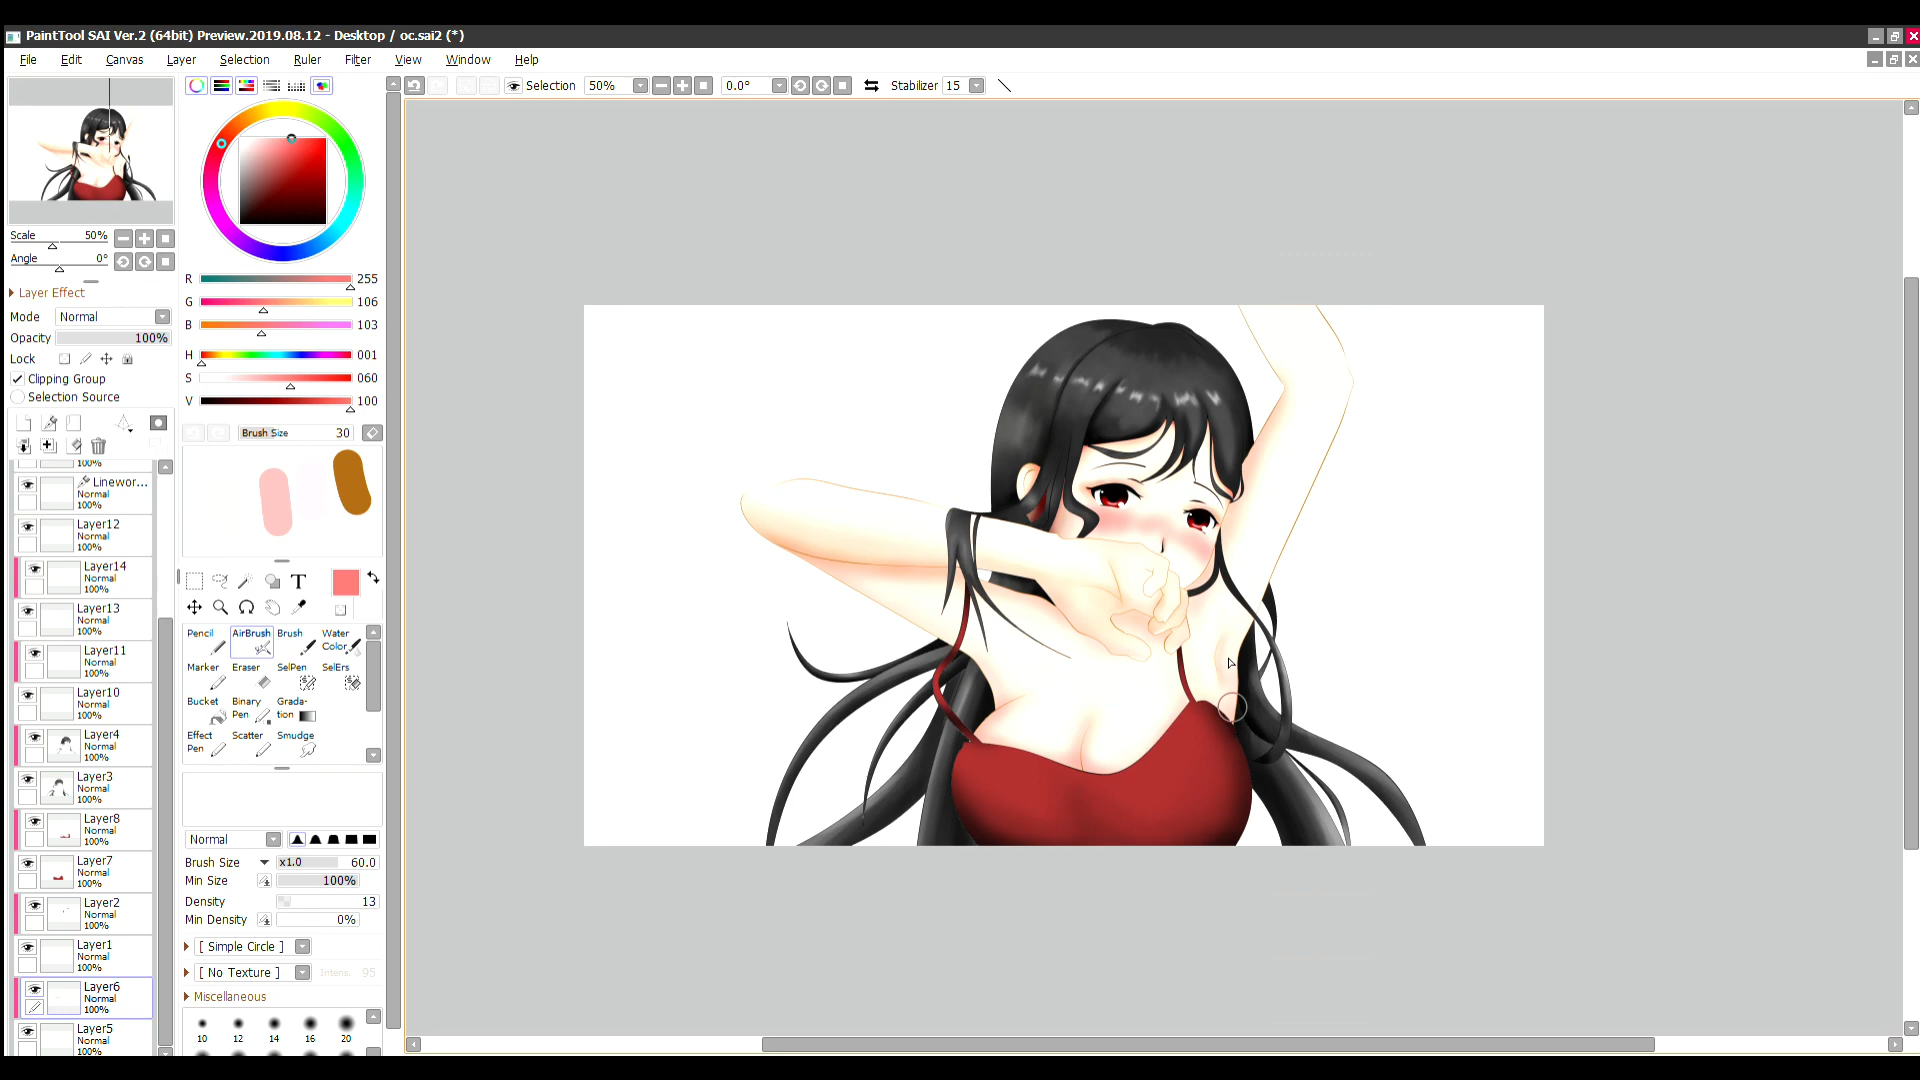 PaintTool SAI Ver.2 (64bit) Preview.2019.08.12 - Desktop / oc.sai2 (*)
File Edit Canvas Layer Selection Ruler Filter View Window Help
Selection 50% 0.0° Stabilizer 15
Scale 50%
Angle 0°
Layer Effect
Mode Normal
Opacity 100%
Lock
Clipping Group
Selection Source
100%
Linewor...
Normal
100%
Layer12
Normal
100%
Layer14
Normal
100%
Layer13
Normal
100%
Layer11
Normal
100%
Layer10
Normal
100%
Layer4
Normal
100%
Layer3
Normal
100%
Layer8
Normal
100%
Layer7
Normal
100%
Layer2
Normal
100%
Layer1
Normal
100%
Layer6
Normal
100%
Layer5
Normal
100%
R 255
G 106
B 103
H 001
S 060
V 100
Brush Size 30
T
Pencil AirBrush Brush Water Color
Marker Eraser SelPen SelErs
Bucket Binary Pen Grada-tion
Effect Pen Scatter Smudge
Normal
Brush Size x1.0 60.0
Min Size 100%
Density 13
Min Density 0%
[ Simple Circle ]
[ No Texture ] Intens. 95
Miscellaneous
10 12 14 16 20